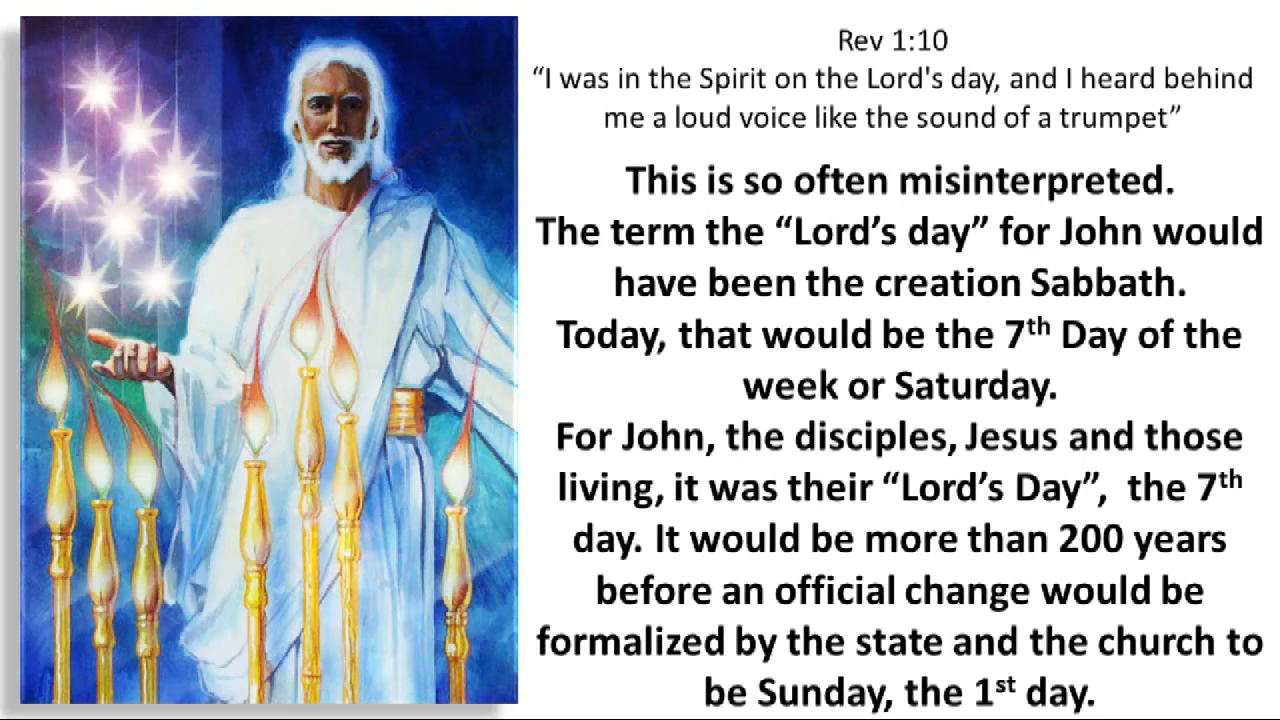 Rev 1:10
“I was in the Spirit on the Lord's day, and I heard behind
me a loud voice like the sound of a trumpet”
This is so often misinterpreted.
The term the “Lord’s day” for John would
have been the creation Sabbath.
Today, that would be the 7th Day of the
week or Saturday.
For John, the disciples, Jesus and those
living, it was their “Lord’s Day”, the 7th
day. It would be more than 200 years
before an official change would be
formalized by the state and the church to
be Sunday, the 1st day.